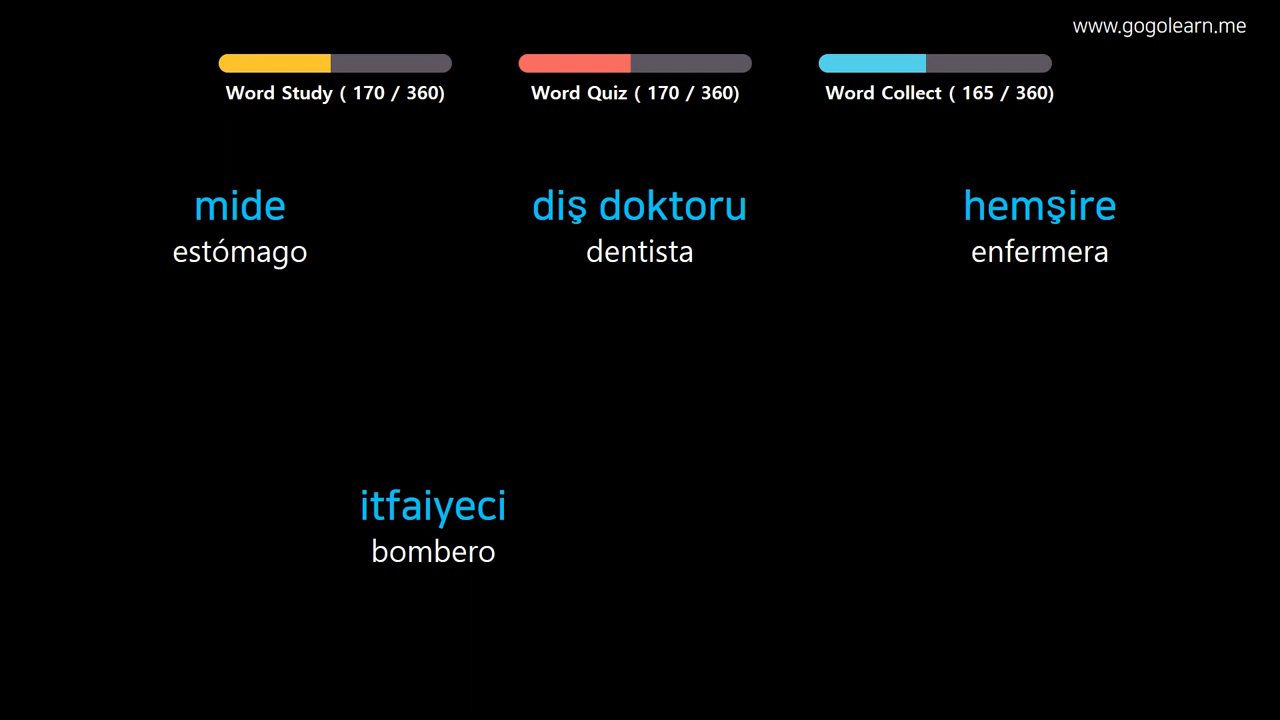 www.gogolearn.me
Word Study ( 170 / 360)
Word Quiz ( 170 / 360)
Word Collect ( 165 / 360)
mide
estómago
diş doktoru
dentista
hemşire
enfermera
itfaiyeci
bombero